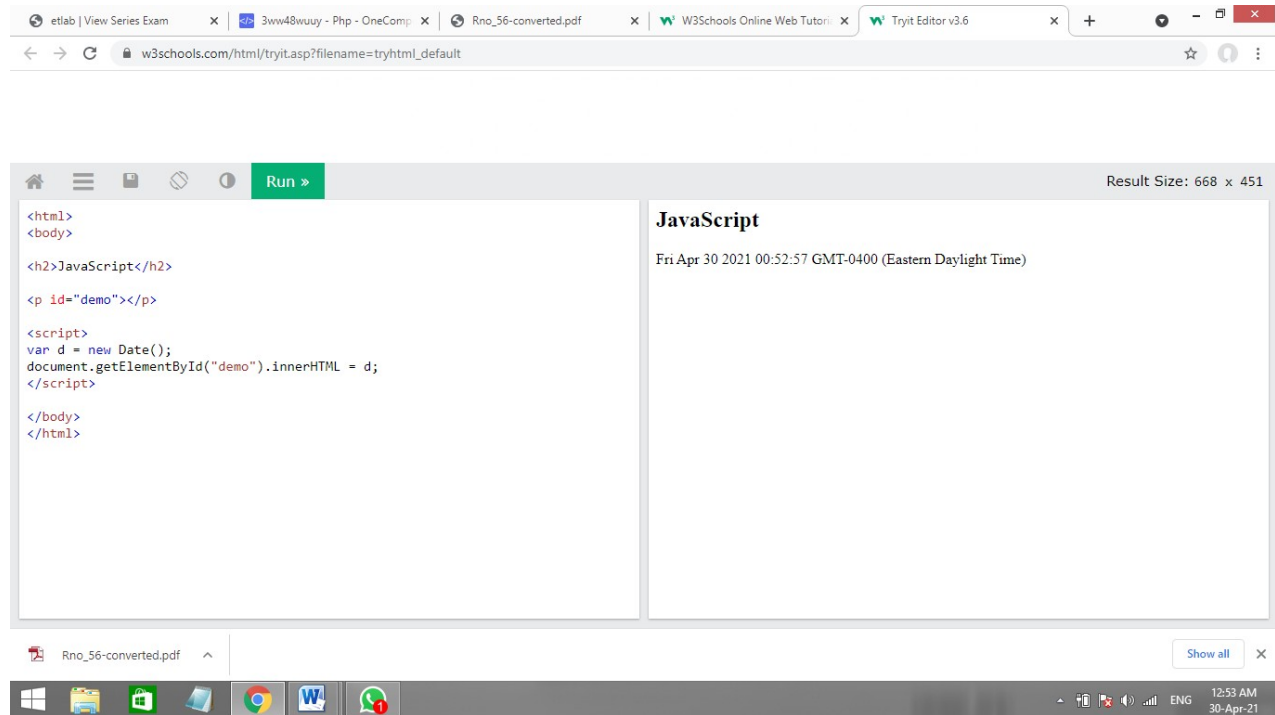 etlab | View Series Exam
3ww48wuuy - Php - OneComp
Rno_56-converted.pdf
W3Schools Online Web Tutori
Tryit Editor v3.6
w3schools.com/html/tryit.asp?filename=tryhtml_default
Run »
Result Size: 668 x 451
<html>
<body>
<h2>JavaScript</h2>
<p id="demo"></p>
<script>
var d = new Date();
document.getElementById("demo").innerHTML = d;
</script>
</body>
</html>
JavaScript
Fri Apr 30 2021 00:52:57 GMT-0400 (Eastern Daylight Time)
Rno_56-converted.pdf
Show all
W
1
ENG
12:53 AM
30-Apr-21